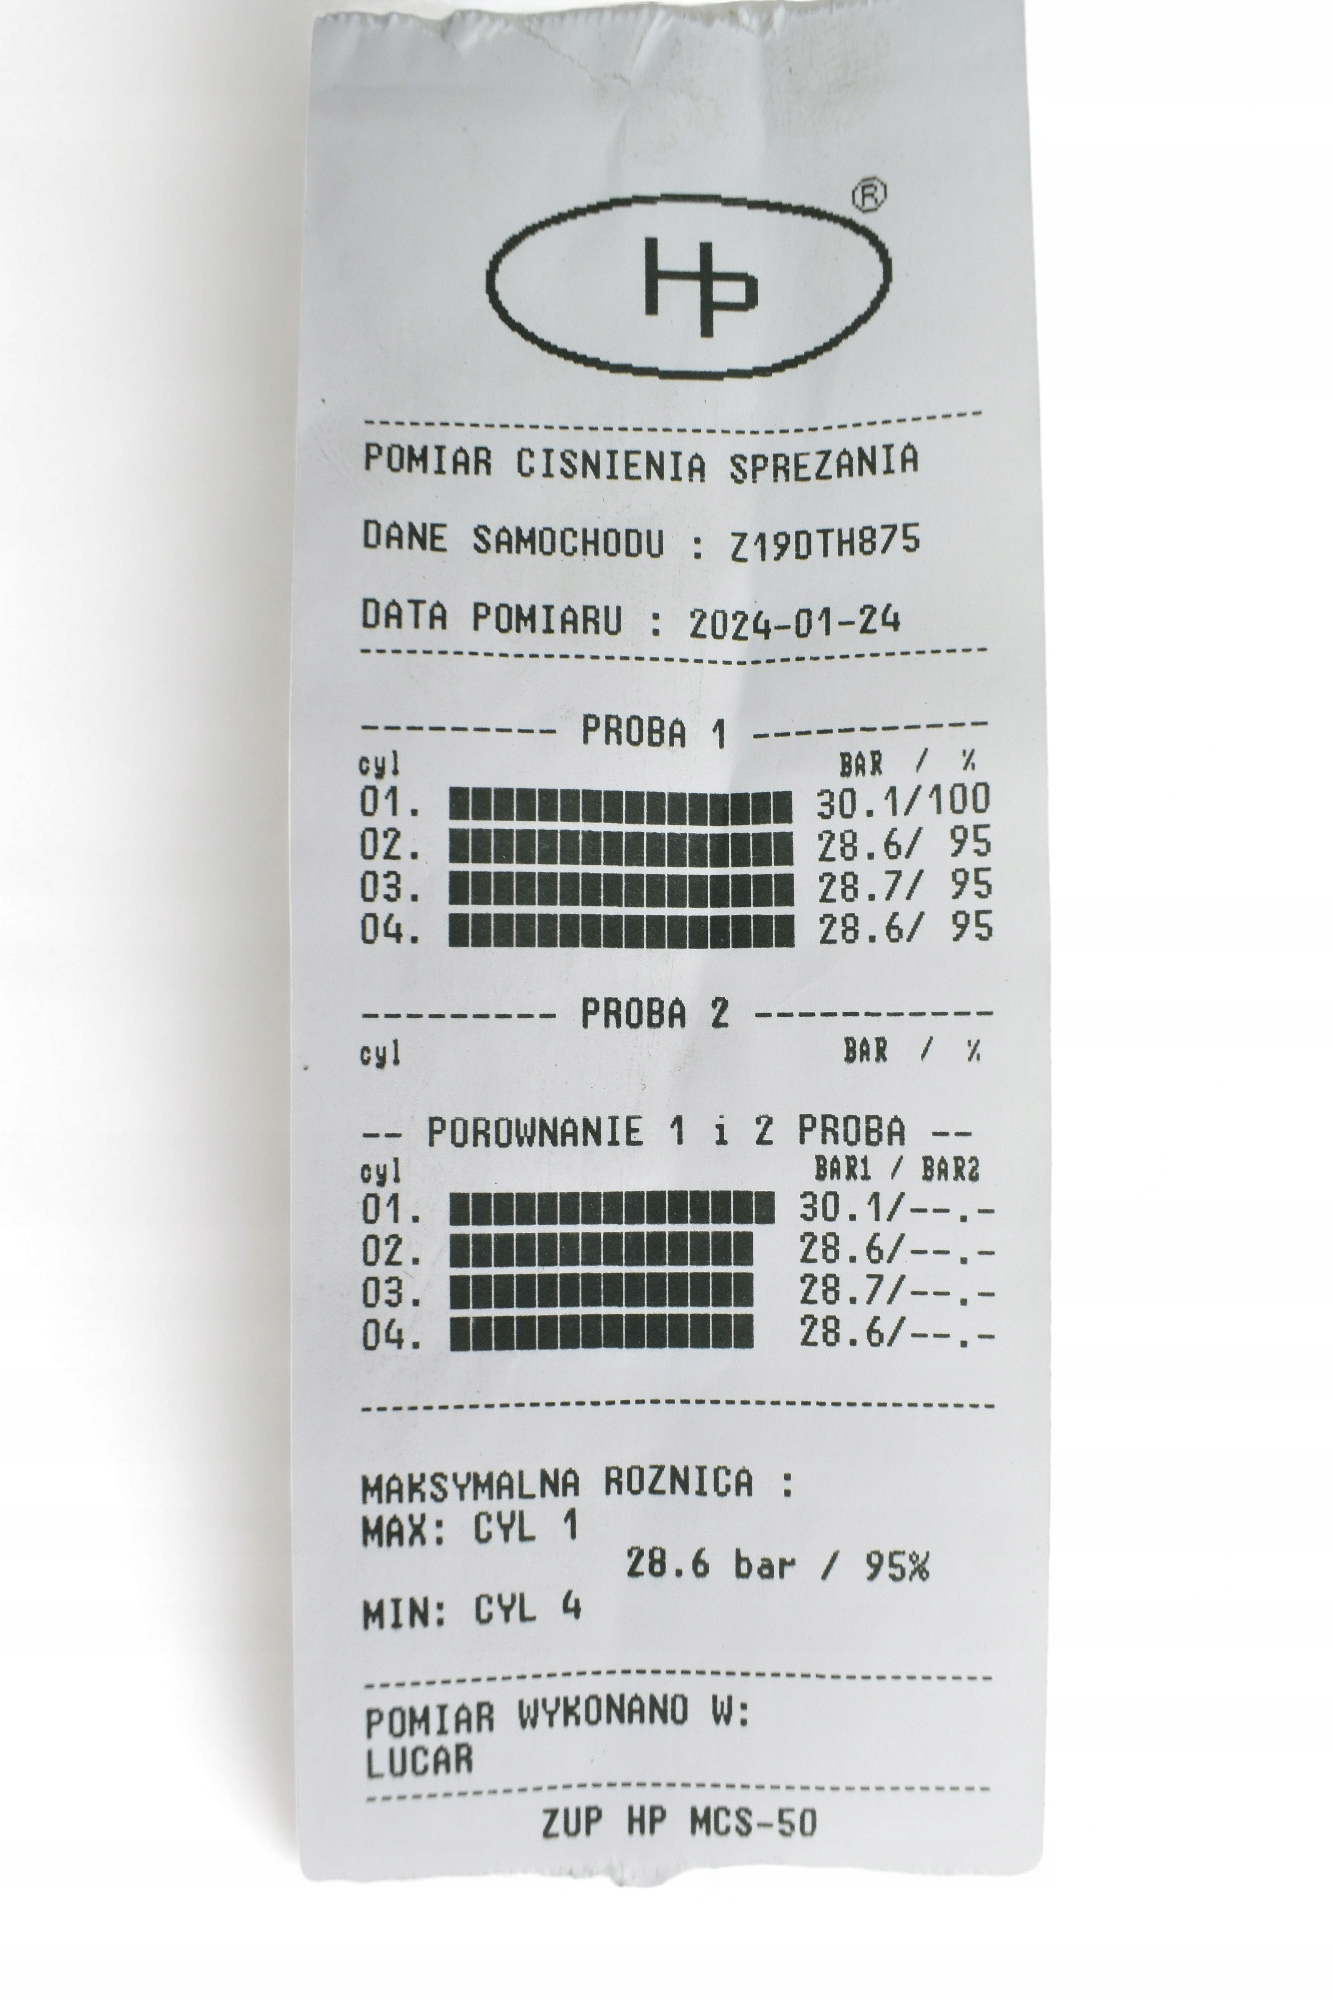 HP ®
POMIAR CISNIENIA SPREZANIA
DANE SAMOCHODU : Z19DTH875
DATA POMIARU : 2024-01-24
--------- PROBA 1 -----------
cyl BAR / %
01. 30.1/100
02. 28.6/ 95
03. 28.7/ 95
04. 28.6/ 95
--------- PROBA 2 -----------
cyl BAR / %
-- POROWNANIE 1 i 2 PROBA --
cyl BAR1 / BAR2
01. 30.1/--.-
02. 28.6/--.-
03. 28.7/--.-
04. 28.6/--.-
MAKSYMALNA ROZNICA :
MAX: CYL 1
28.6 bar / 95%
MIN: CYL 4
POMIAR WYKONANO W:
LUCAR
ZUP HP MCS-50